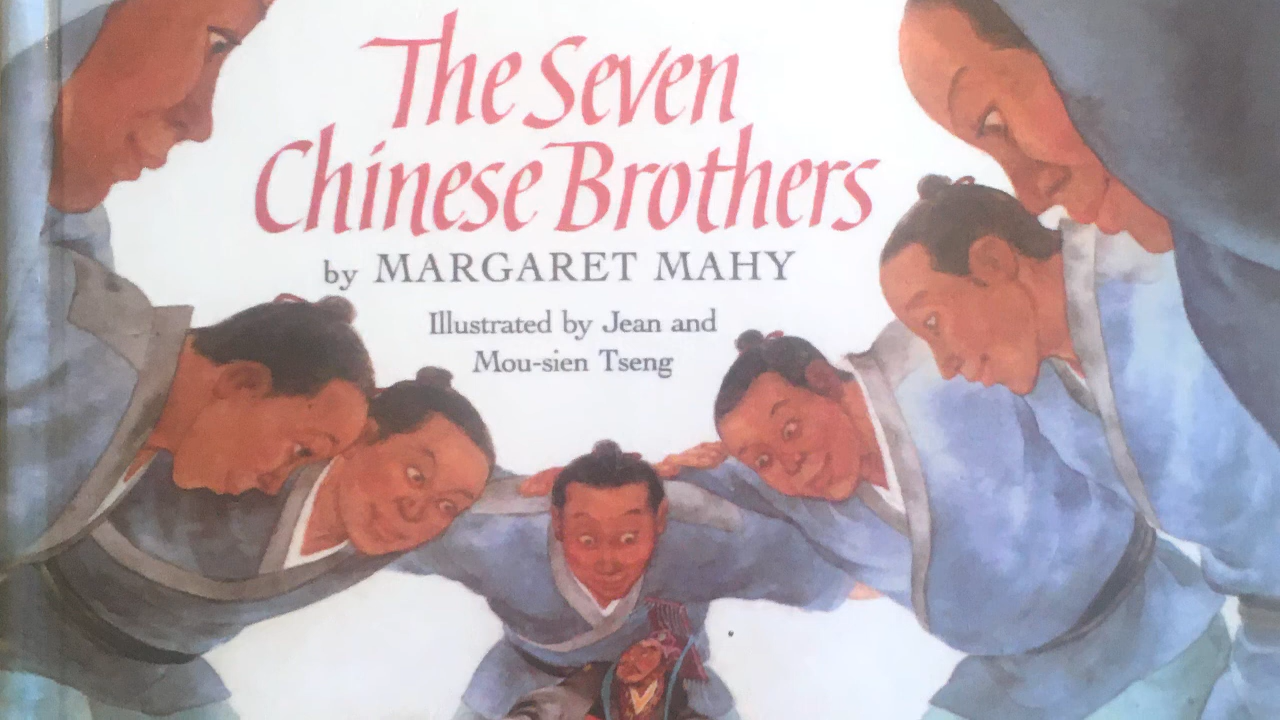 The Seven
Chinese Brothers
by MARGARET MAHY
Illustrated by Jean and
Mou-sien Tseng